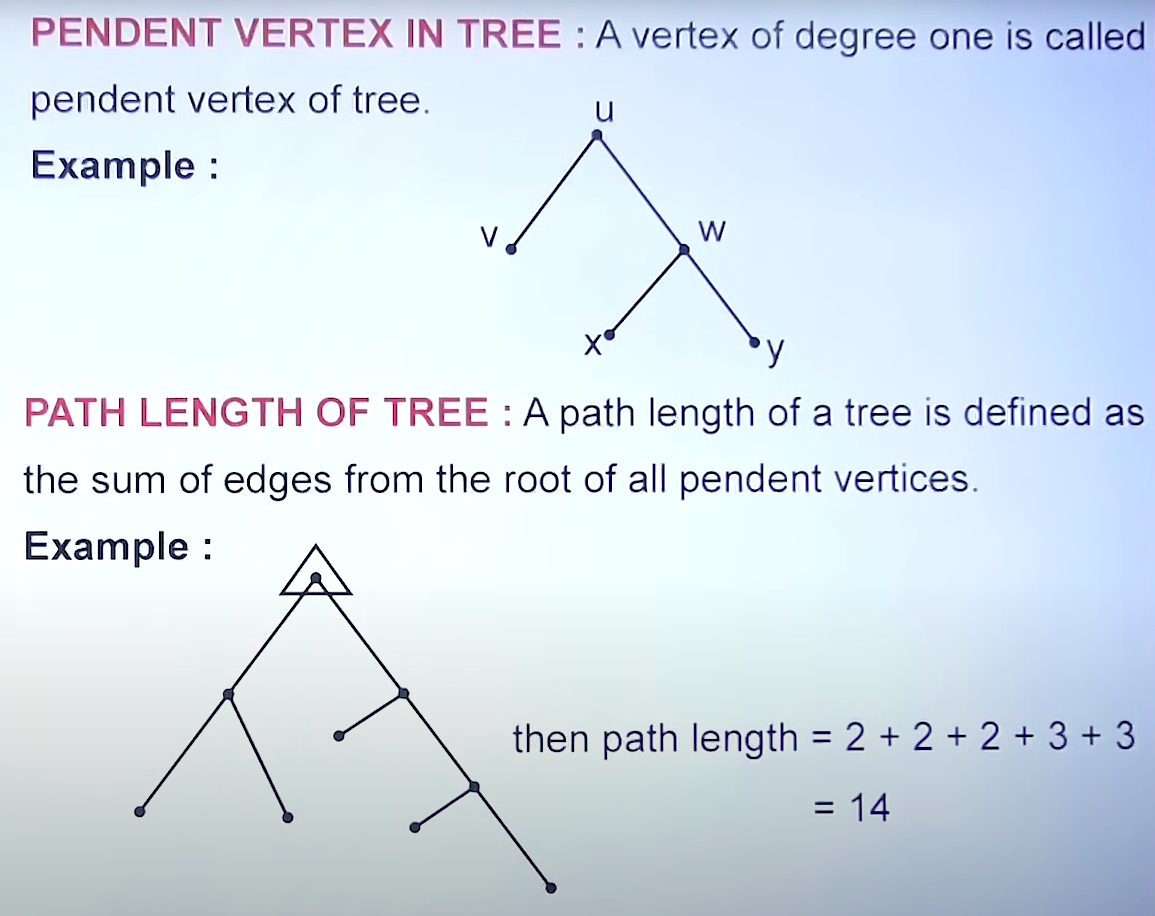 PENDENT VERTEX IN TREE : A vertex of degree one is called
pendent vertex of tree.
u
Example :
v
w
x
y
PATH LENGTH OF TREE : A path length of a tree is defined as
the sum of edges from the root of all pendent vertices.
Example :
then path length = 2 + 2 + 2 + 3 + 3
= 14